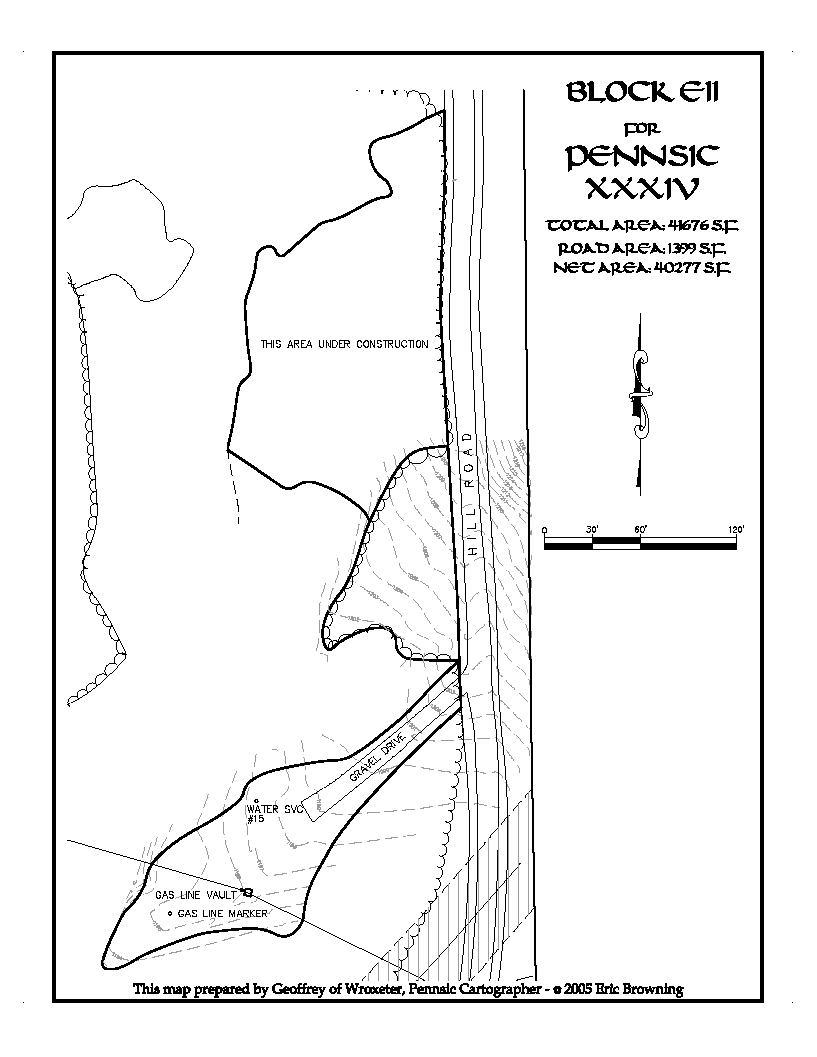 BLOCK E11
FOR
PENNSIC
XXXIV
TOTAL AREA: 41676 S.F.
ROAD AREA: 1399 S.F.
NET AREA: 40277 S.F.
THIS AREA UNDER CONSTRUCTION
HILL ROAD
0 30' 60' 120'
GRAVEL DRIVE
WATER SVC
#15
GAS LINE VAULT
GAS LINE MARKER
This map prepared by Geoffrey of Wroxeter, Pennsic Cartographer - © 2005 Eric Browning